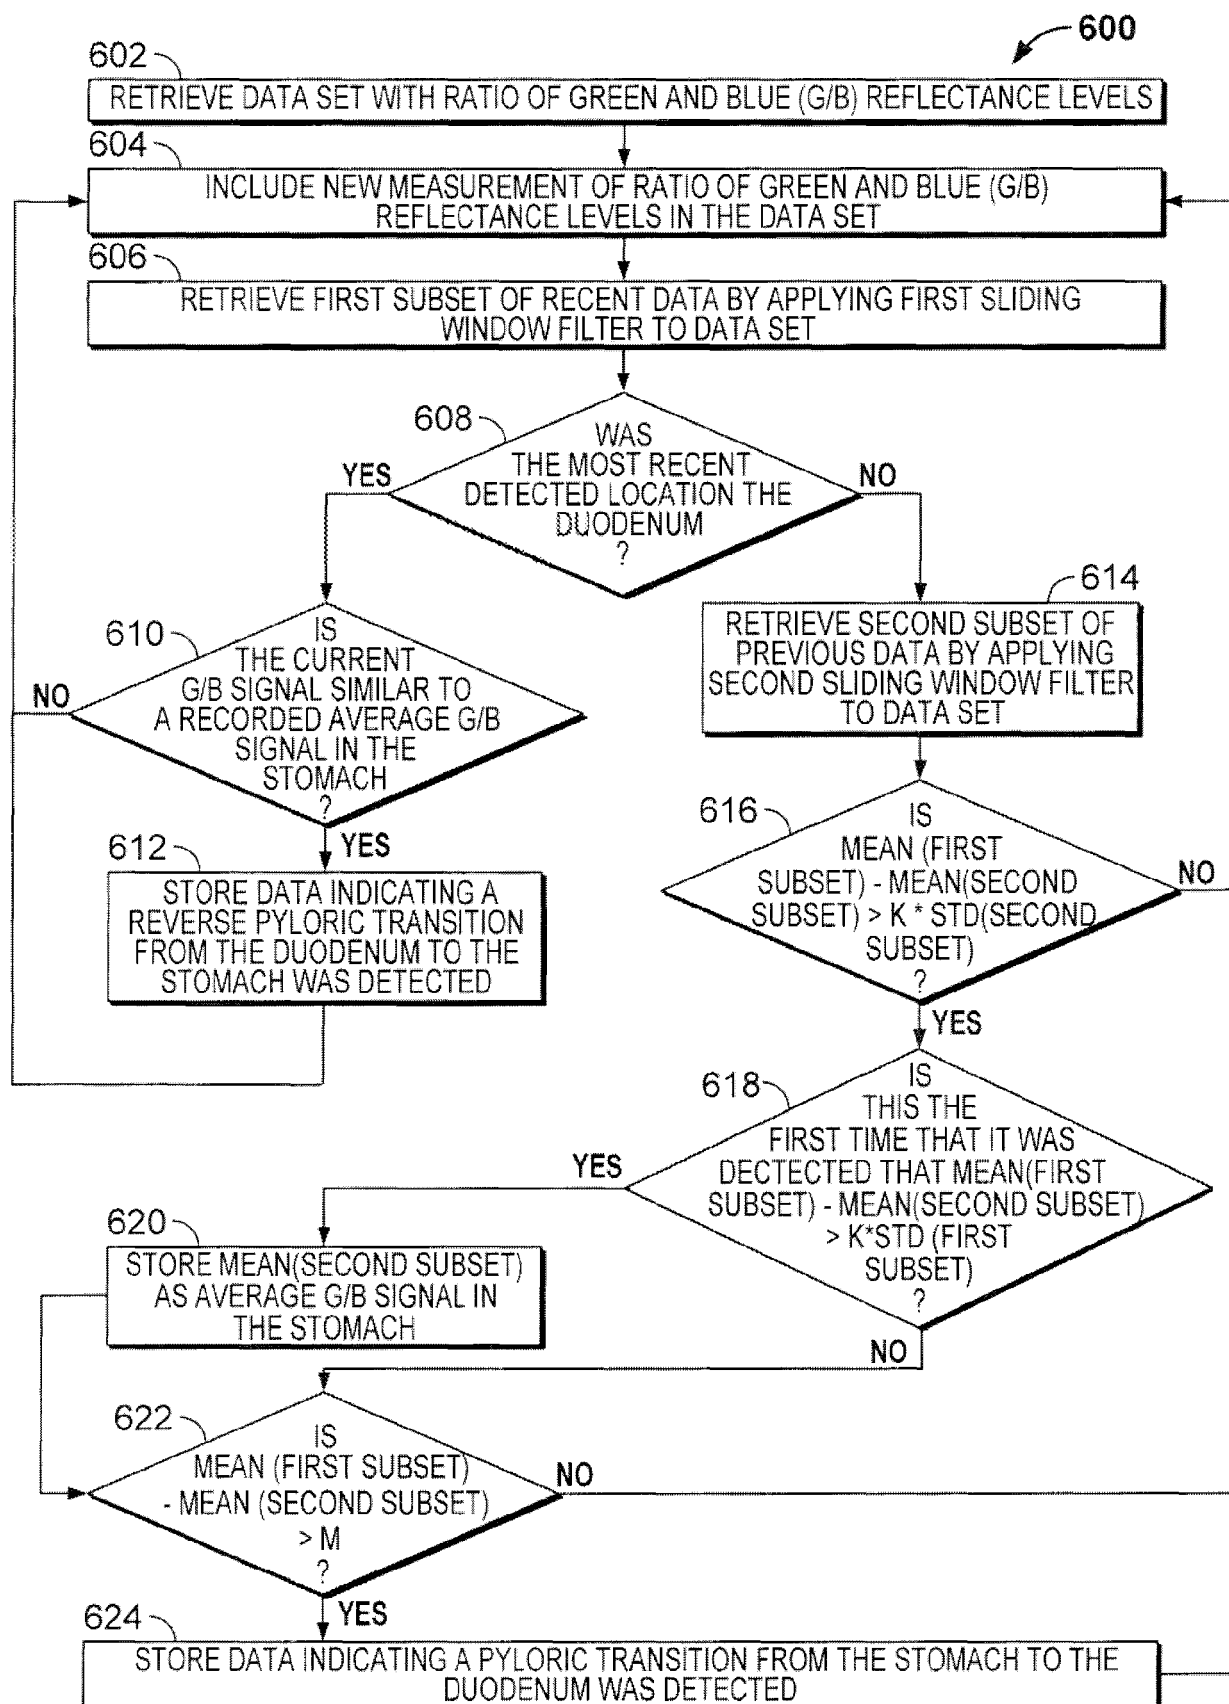 600
602
RETRIEVE DATA SET WITH RATIO OF GREEN AND BLUE (G/B) REFLECTANCE LEVELS
604
INCLUDE NEW MEASUREMENT OF RATIO OF GREEN AND BLUE (G/B)
REFLECTANCE LEVELS IN THE DATA SET
606
RETRIEVE FIRST SUBSET OF RECENT DATA BY APPLYING FIRST SLIDING
WINDOW FILTER TO DATA SET
608
WAS
THE MOST RECENT
DETECTED LOCATION THE
DUODENUM
?
YES
NO
610
IS
THE CURRENT
G/B SIGNAL SIMILAR TO
A RECORDED AVERAGE G/B
SIGNAL IN THE
STOMACH
?
NO
YES
612
STORE DATA INDICATING A
REVERSE PYLORIC TRANSITION
FROM THE DUODENUM TO THE
STOMACH WAS DETECTED
614
RETRIEVE SECOND SUBSET OF
PREVIOUS DATA BY APPLYING
SECOND SLIDING WINDOW FILTER
TO DATA SET
616
IS
MEAN (FIRST
SUBSET) - MEAN(SECOND
SUBSET) > K * STD(SECOND
SUBSET)
?
NO
YES
618
IS
THIS THE
FIRST TIME THAT IT WAS
DECTECTED THAT MEAN(FIRST
SUBSET) - MEAN(SECOND SUBSET)
> K*STD (FIRST
SUBSET)
?
YES
NO
620
STORE MEAN(SECOND SUBSET)
AS AVERAGE G/B SIGNAL IN
THE STOMACH
622
IS
MEAN (FIRST SUBSET)
- MEAN (SECOND SUBSET)
> M
?
NO
YES
624
STORE DATA INDICATING A PYLORIC TRANSITION FROM THE STOMACH TO THE
DUODENUM WAS DETECTED